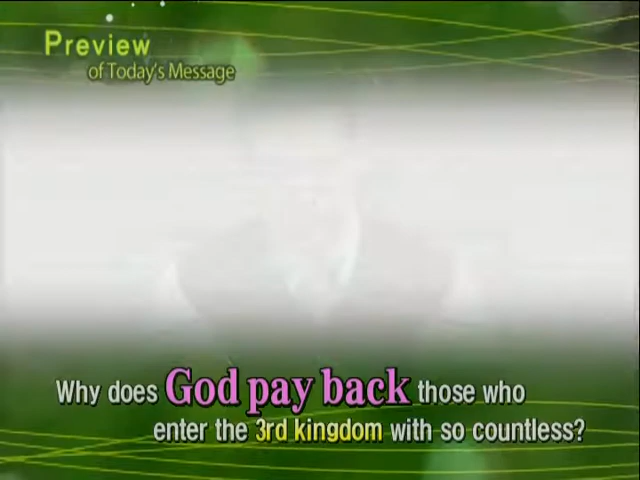 Preview
of Today's Message
Why does God pay back those who
enter the 3rd kingdom with so countless?